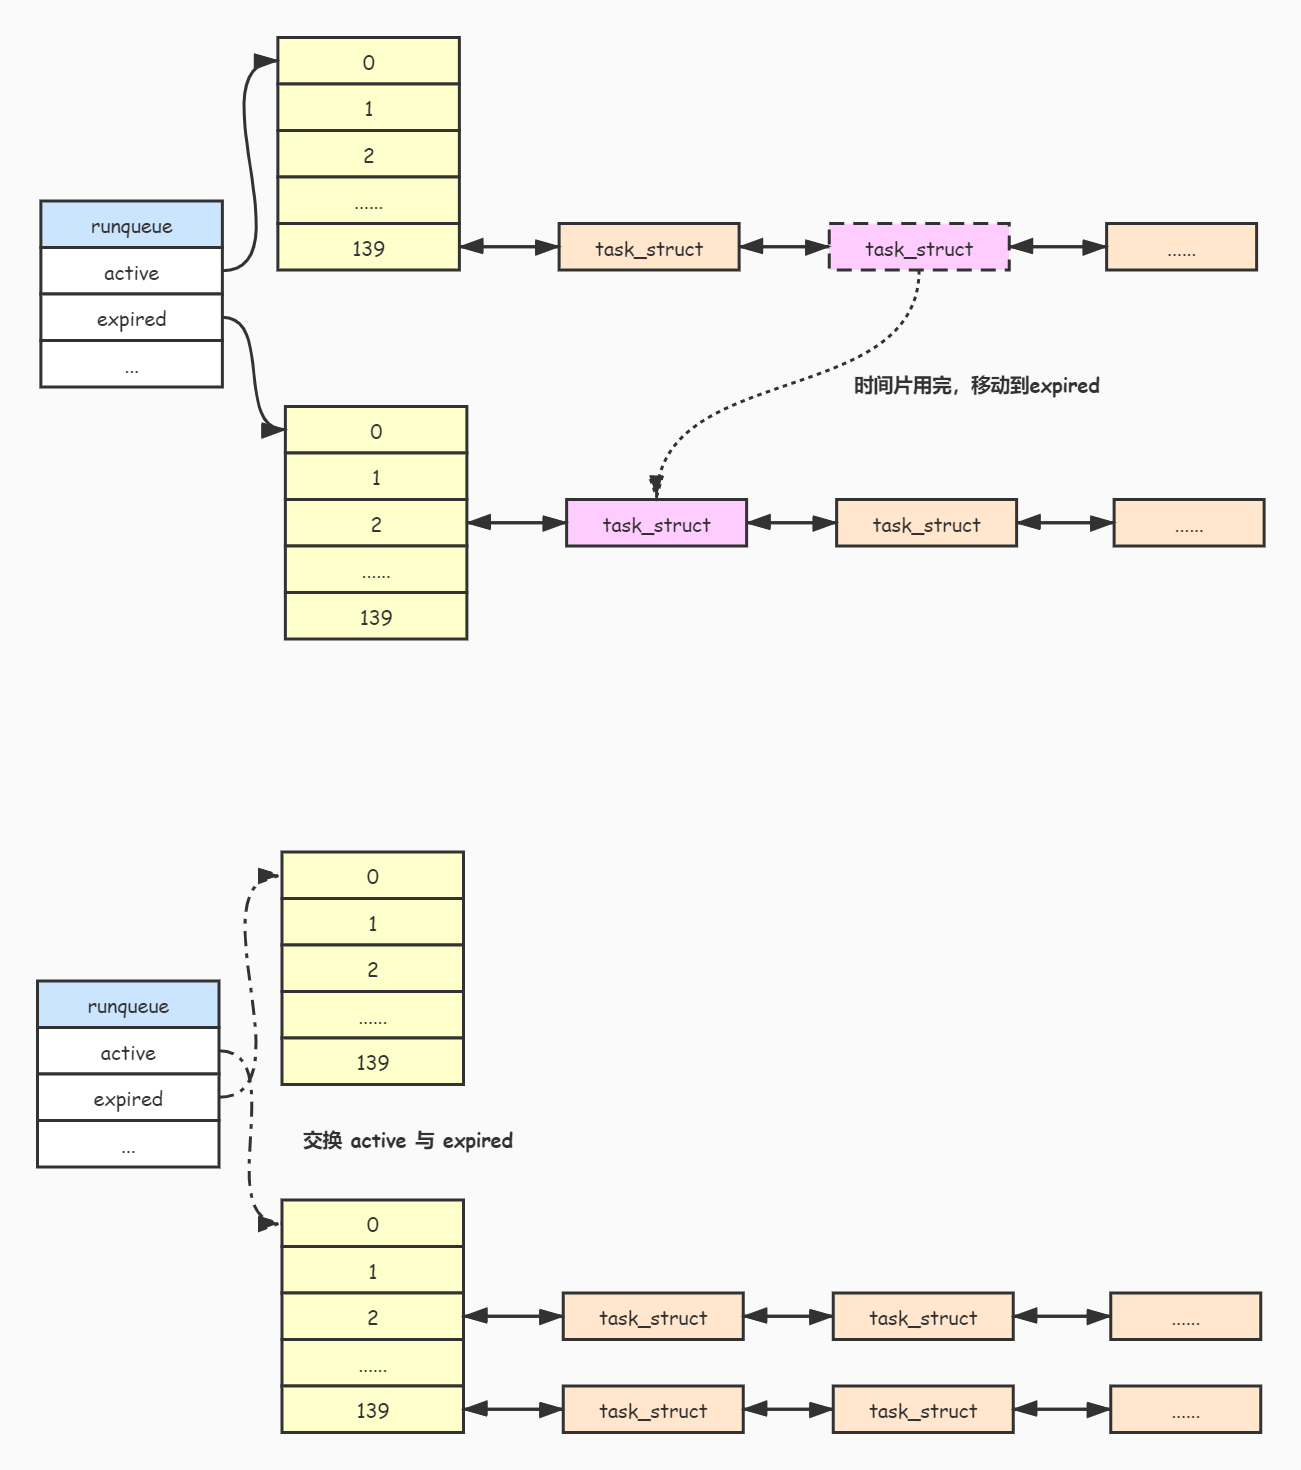 0
1
2
......
139
task_struct
task_struct
......
runqueue
active
expired
...
时间片用完，移动到expired
0
1
2
......
139
task_struct
task_struct
......
0
1
2
......
139
runqueue
active
expired
...
交换 active 与 expired
0
1
2
......
139
task_struct
task_struct
......
task_struct
task_struct
......